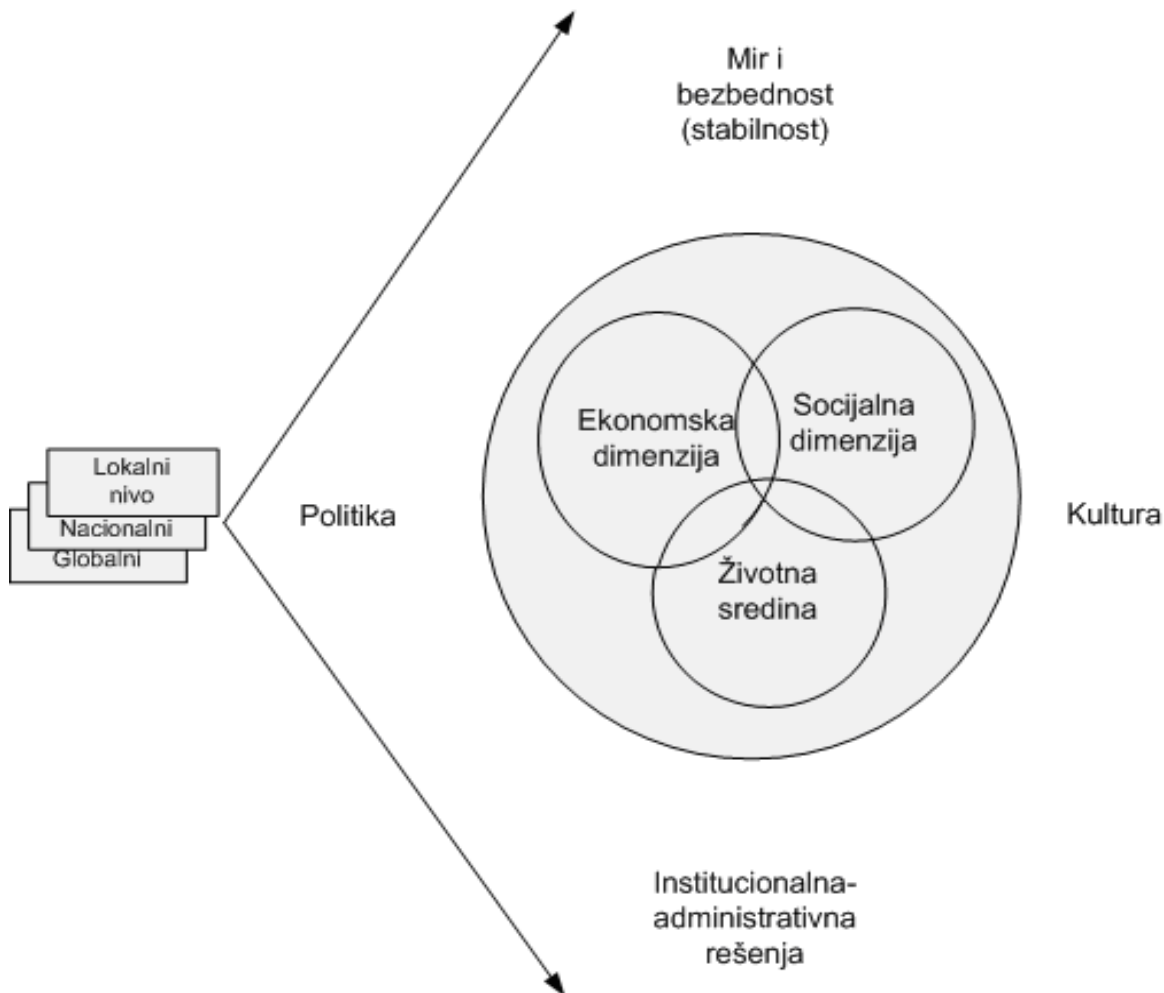 Mir i
bezbednost
(stabilnost)
Ekonomska
dimenzija
Socijalna
dimenzija
Lokalni
nivo
Nacionalni
Globalni
Politika
Kultura
Životna
sredina
Institucionalna-
administrativna
rešenja